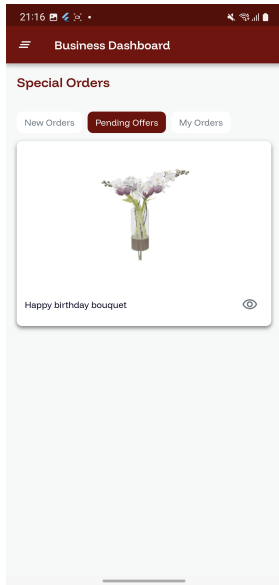 21:16
Business Dashboard
Special Orders
New Orders Pending Offers My Orders
Happy birthday bouquet